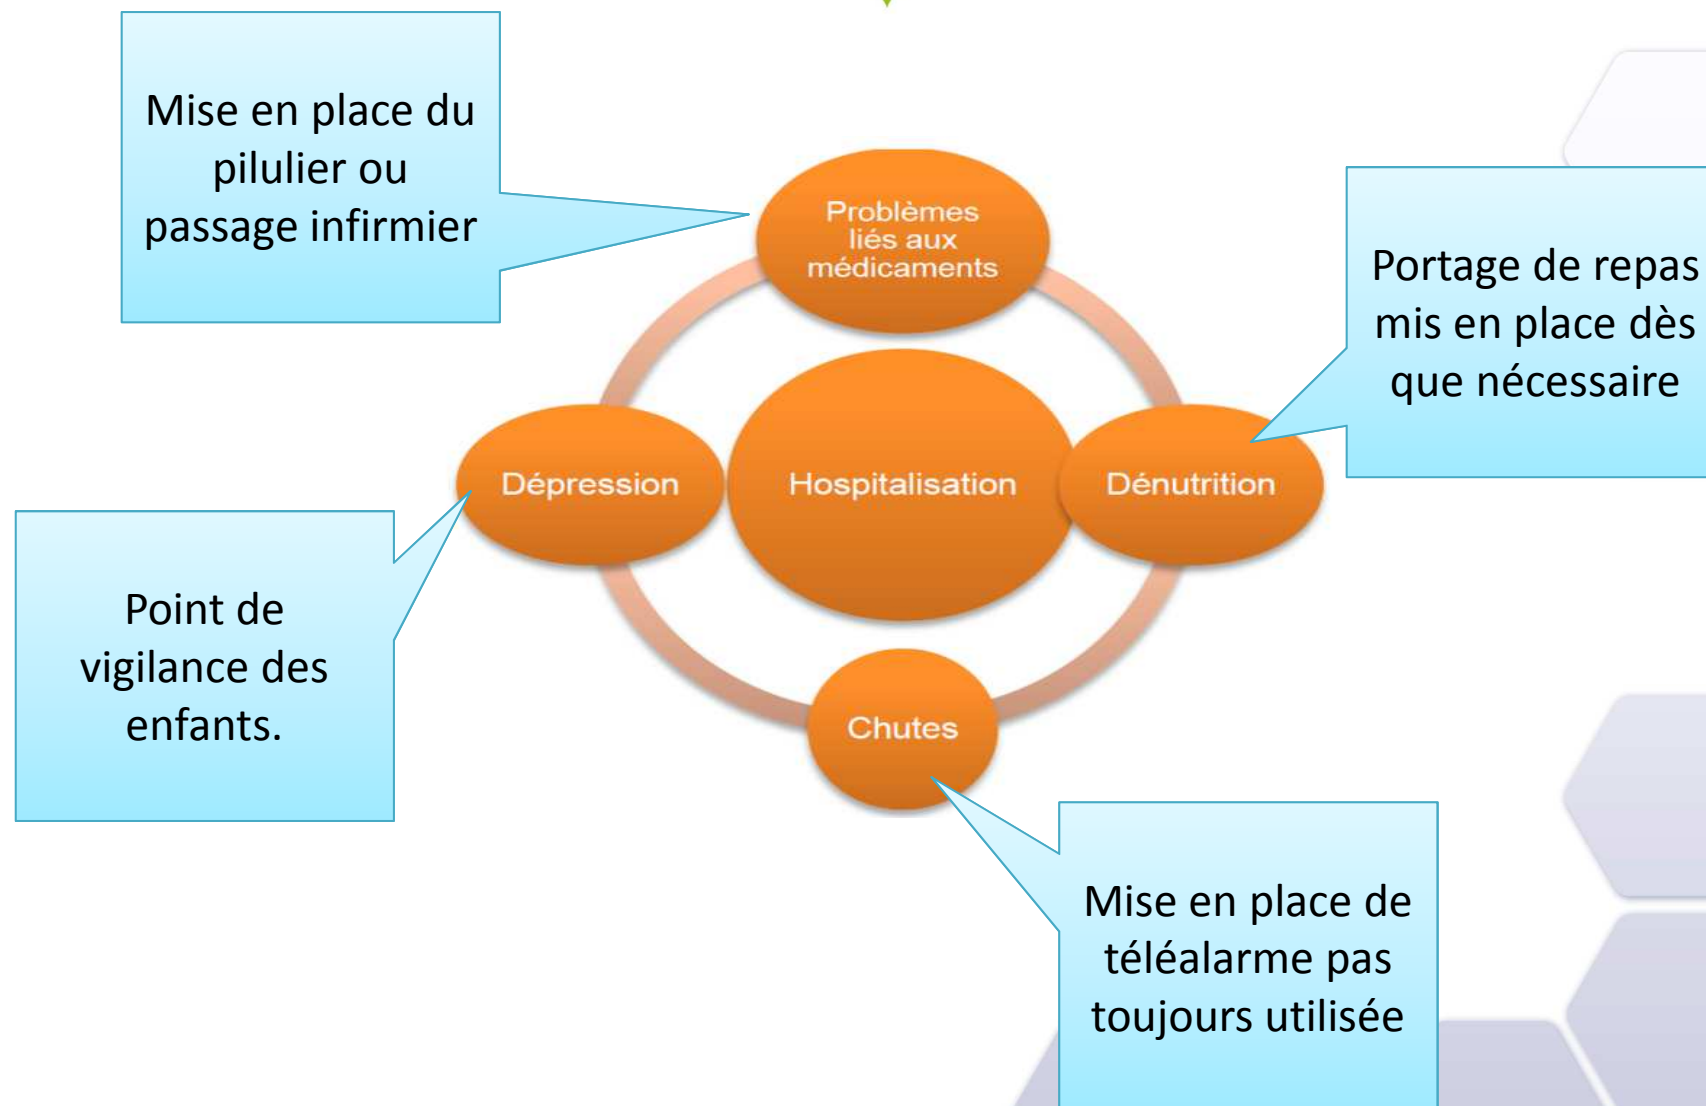 Mise en place du
pilulier ou
passage infirmier
Problèmes
liés aux
médicaments
Portage de repas
mis en place dès
que nécessaire
Dépression
Hospitalisation
Dénutrition
Point de
vigilance des
enfants.
Chutes
Mise en place de
téléalarme pas
toujours utilisée